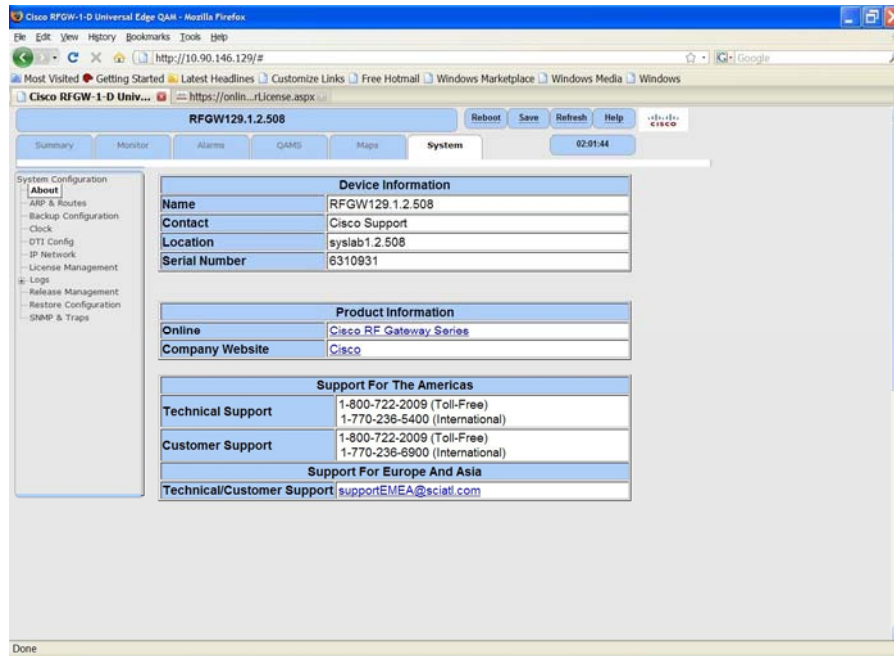 Cisco RFGW-1-D Universal Edge QAM - Mozilla Firefox
File Edit View History Bookmarks Tools Help
http://10.90.146.129/#
Google
Most Visited Getting Started Latest Headlines Customize Links Free Hotmail Windows Marketplace Windows Media Windows
Cisco RFGW-1-D Univ... https://onlin...rLicense.aspx
RFGW129.1.2.508 Reboot Save Refresh Help CISCO
Summary Monitor Alarms QAMS Maps System 02:01:44
System Configuration
About
ARP & Routes
Backup Configuration
Clock
DTI Config
IP Network
License Management
Logs
Release Management
Restore Configuration
SNMP & Traps
Device Information
Name RFGW129.1.2.508
Contact Cisco Support
Location syslab1.2.508
Serial Number 6310931
Product Information
Online Cisco RF Gateway Series
Company Website Cisco
Support For The Americas
Technical Support 1-800-722-2009 (Toll-Free)
1-770-236-5400 (International)
Customer Support 1-800-722-2009 (Toll-Free)
1-770-236-6900 (International)
Support For Europe And Asia
Technical/Customer Support supportEMEA@sciatl.com
Done